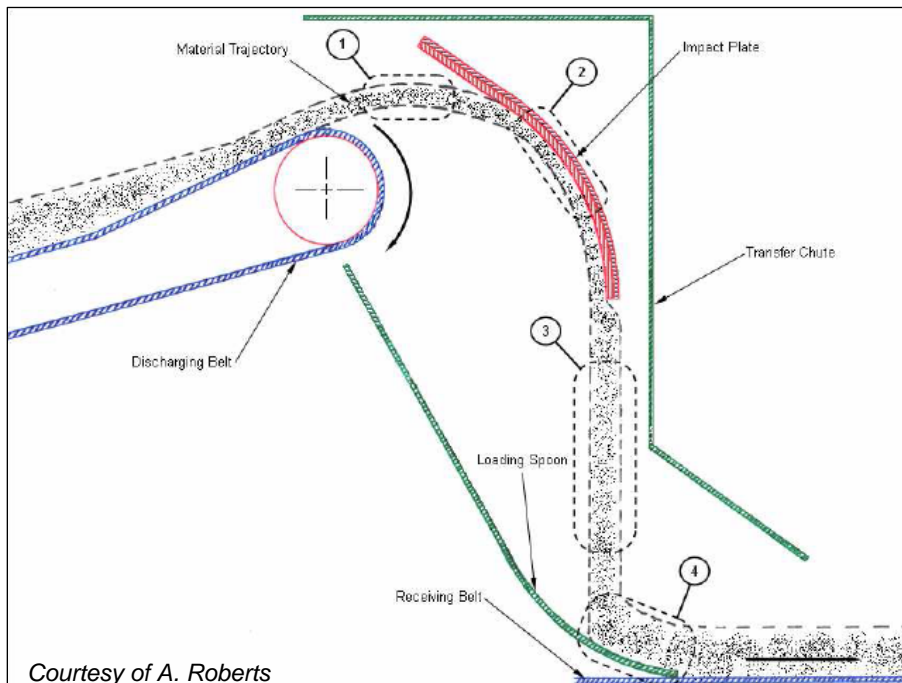 1
Material Trajectory
Impact Plate
2
Transfer Chute
3
Discharging Belt
Loading Spoon
4
Receiving Belt
Courtesy of A. Roberts